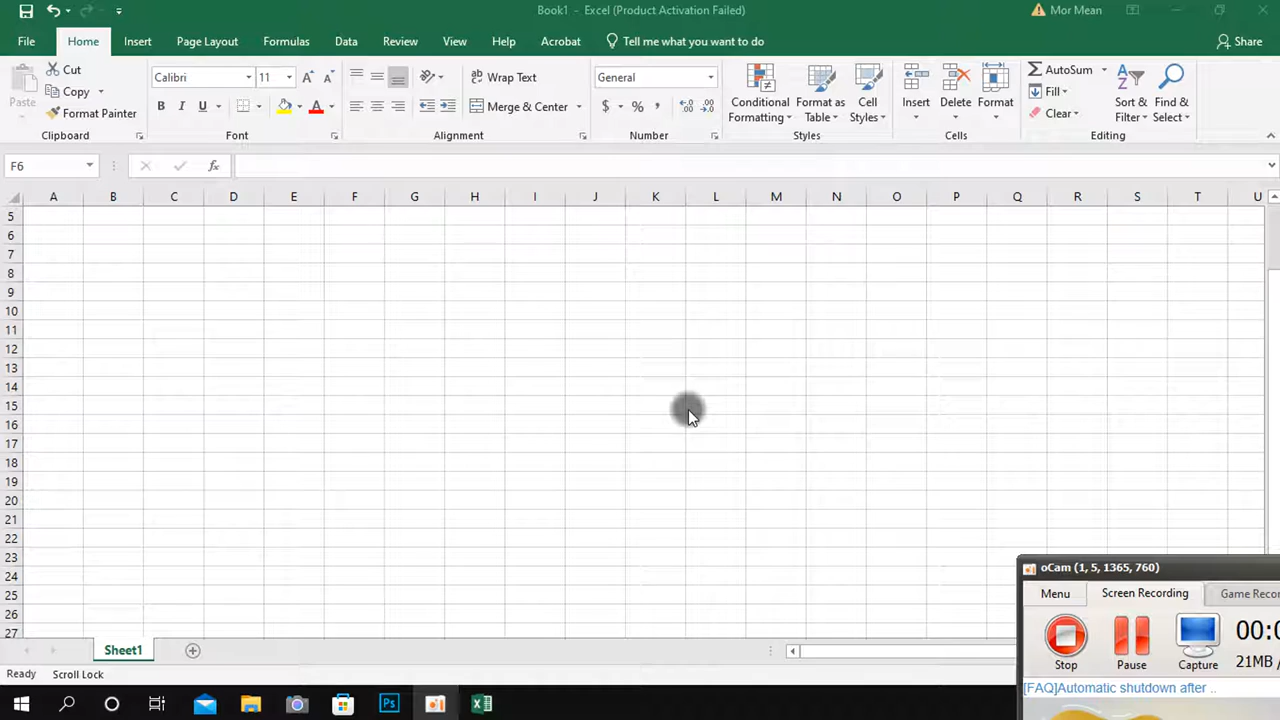 Book1 - Excel (Product Activation Failed)
Mor Mean
File Home Insert Page Layout Formulas Data Review View Help Acrobat Tell me what you want to do Share
Paste
Cut
Copy
Format Painter
Clipboard
Calibri 11
B I U A
Font
Wrap Text
Merge & Center
Alignment
General
$ % ,
Number
Conditional Formatting
Format as Table
Cell Styles
Styles
Insert Delete Format
Cells
AutoSum
Fill
Clear
Sort & Filter
Find & Select
Editing
F6 fx
A B C D E F G H I J K L M N O P Q R S T U
5
6
7
8
9
10
11
12
13
14
15
16
17
18
19
20
21
22
23
24
25
26
27
Sheet1
Ready Scroll Lock
oCam (1, 5, 1365, 760)
Menu Screen Recording Game Recor
Stop Pause Capture
00:0
21MB /
[FAQ]Automatic shutdown after ..
Ps